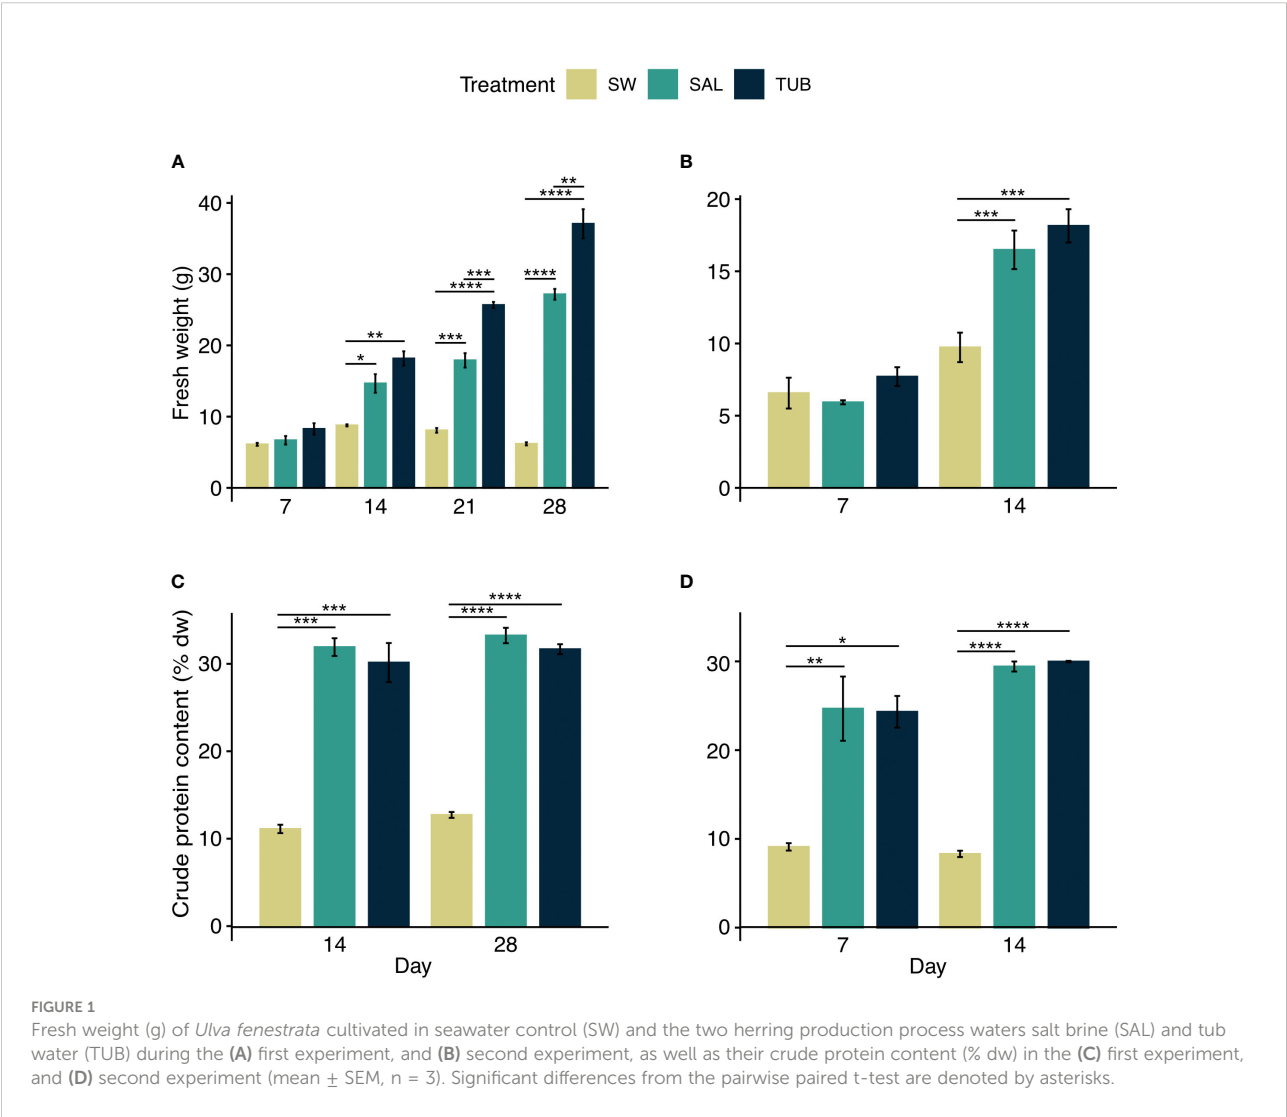 Treatment SW SAL TUB
A
B
Fresh weight (g)
40
30
20
10
0
**
****
****
***
****
***
**
*
7 14 21 28
20
15
10
5
0
***
***
7 14
C
D
Crude protein content (% dw)
30
20
10
0
***
***
****
****
14 28
Day
30
20
10
0
*
**
****
****
7 14
Day
FIGURE 1
Fresh weight (g) of Ulva fenestrata cultivated in seawater control (SW) and the two herring production process waters salt brine (SAL) and tub
water (TUB) during the (A) first experiment, and (B) second experiment, as well as their crude protein content (% dw) in the (C) first experiment,
and (D) second experiment (mean ± SEM, n = 3). Significant differences from the pairwise paired t-test are denoted by asterisks.